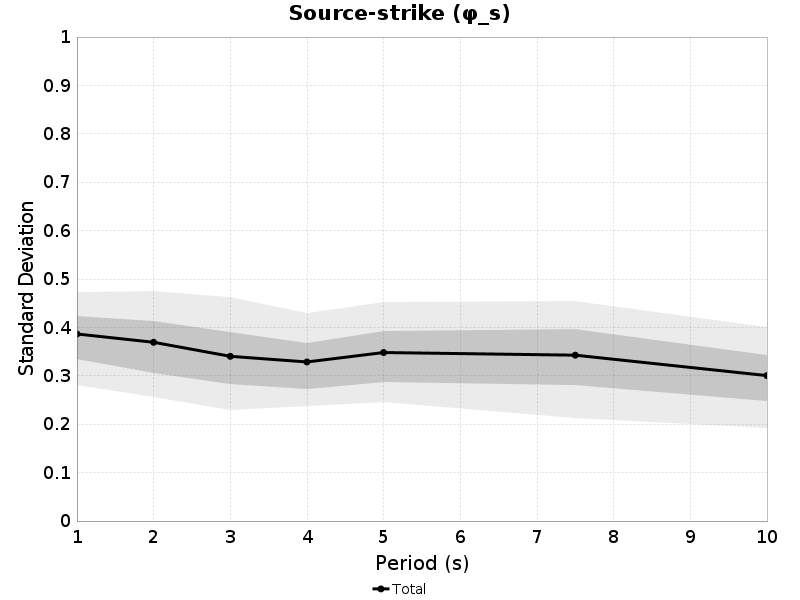 Source-strike (φ_s)
Standard Deviation
1
0.9
0.8
0.7
0.6
0.5
0.4
0.3
0.2
0.1
0
1 2 3 4 5 6 7 8 9 10
Period (s)
Total